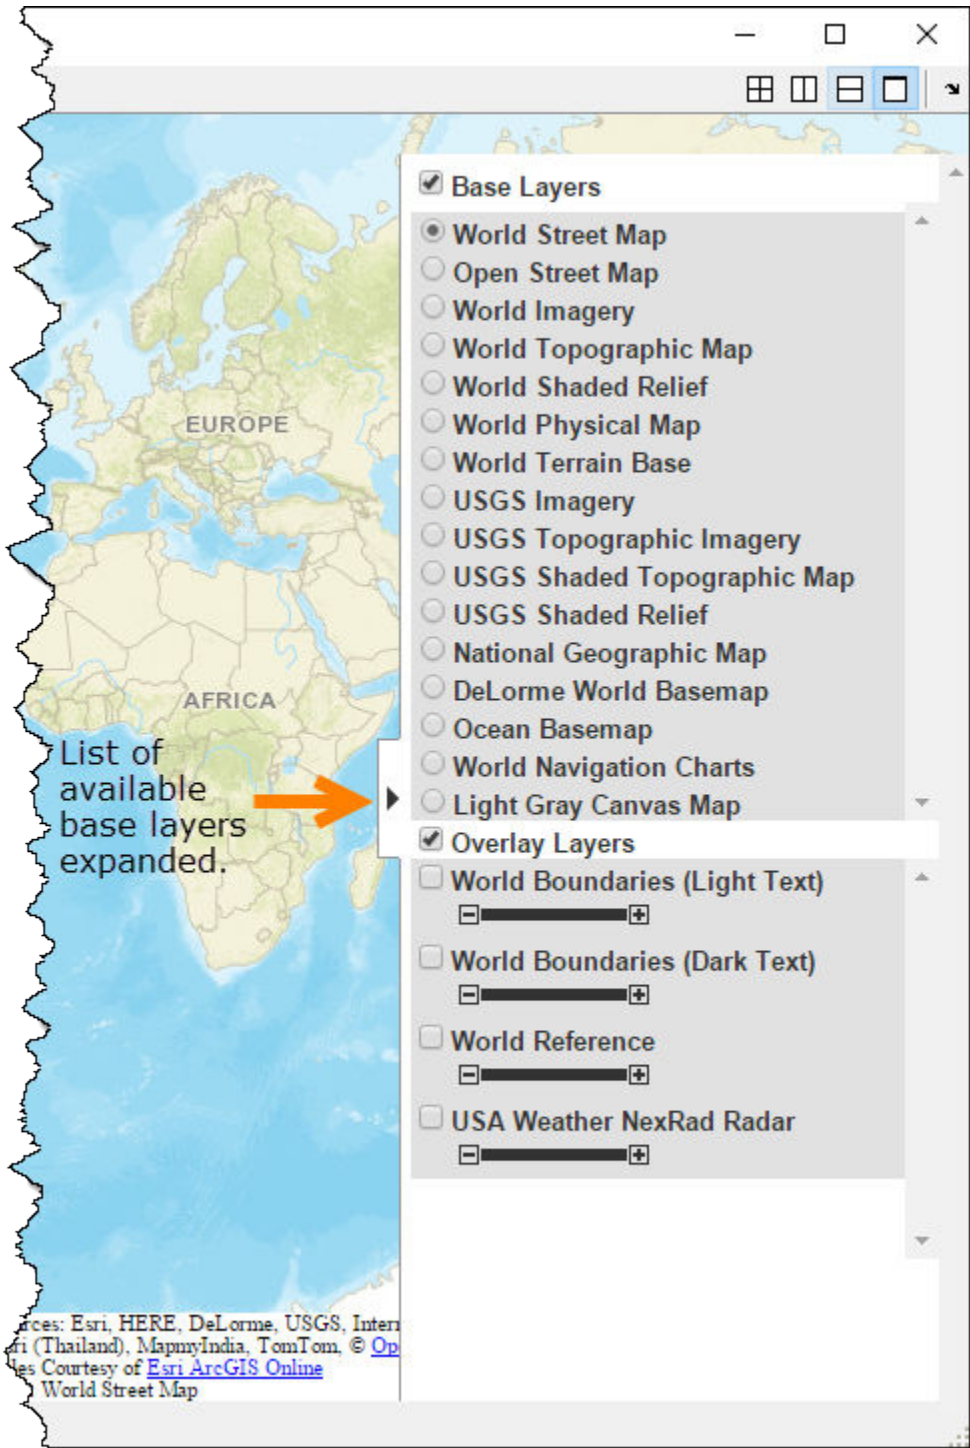 Base Layers
World Street Map
Open Street Map
World Imagery
World Topographic Map
World Shaded Relief
World Physical Map
World Terrain Base
USGS Imagery
USGS Topographic Imagery
USGS Shaded Topographic Map
USGS Shaded Relief
National Geographic Map
DeLorme World Basemap
Ocean Basemap
World Navigation Charts
Light Gray Canvas Map
Overlay Layers
World Boundaries (Light Text)
World Boundaries (Dark Text)
World Reference
USA Weather NexRad Radar
EUROPE
AFRICA
List of
available
base layers
expanded.
Esri, HERE, DeLorme, USGS,
(Thailand), MapmyIndia, TomTom, ©
Courtesy of Esri ArcGIS Online
World Street Map